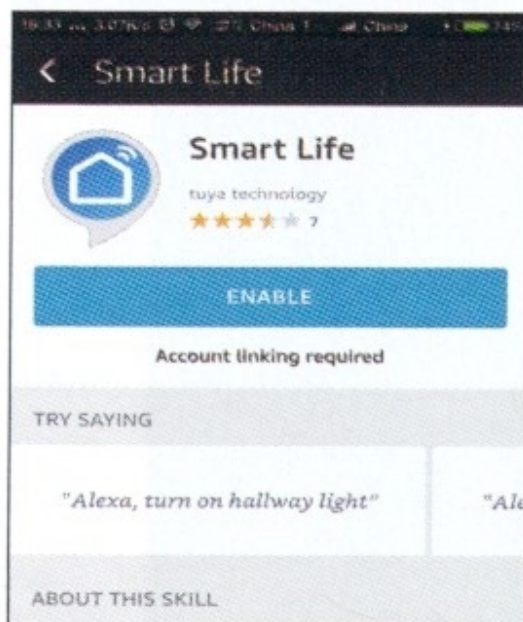 Smart Life
Smart Life
tuya technology
7
ENABLE
Account linking required
TRY SAYING
"Alexa, turn on hallway light" "Ale
ABOUT THIS SKILL